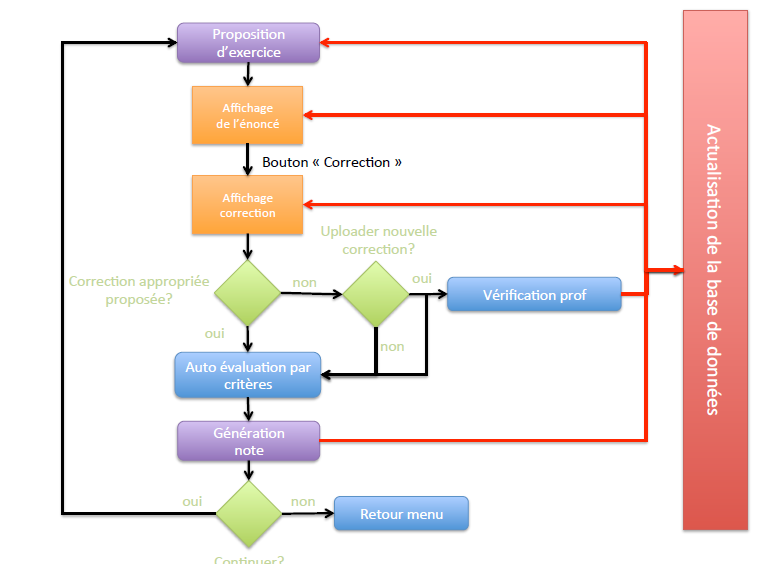 Proposition
d'exercice
Affichage
de l'énoncé
Bouton « Correction »
Affichage
correction
Uploader nouvelle
correction?
Correction appropriée
proposée?
non
oui
Vérification prof
oui
non
Auto évaluation par
critères
Génération
note
oui
non
Retour menu
Continuer?
Actualisation de la base de données